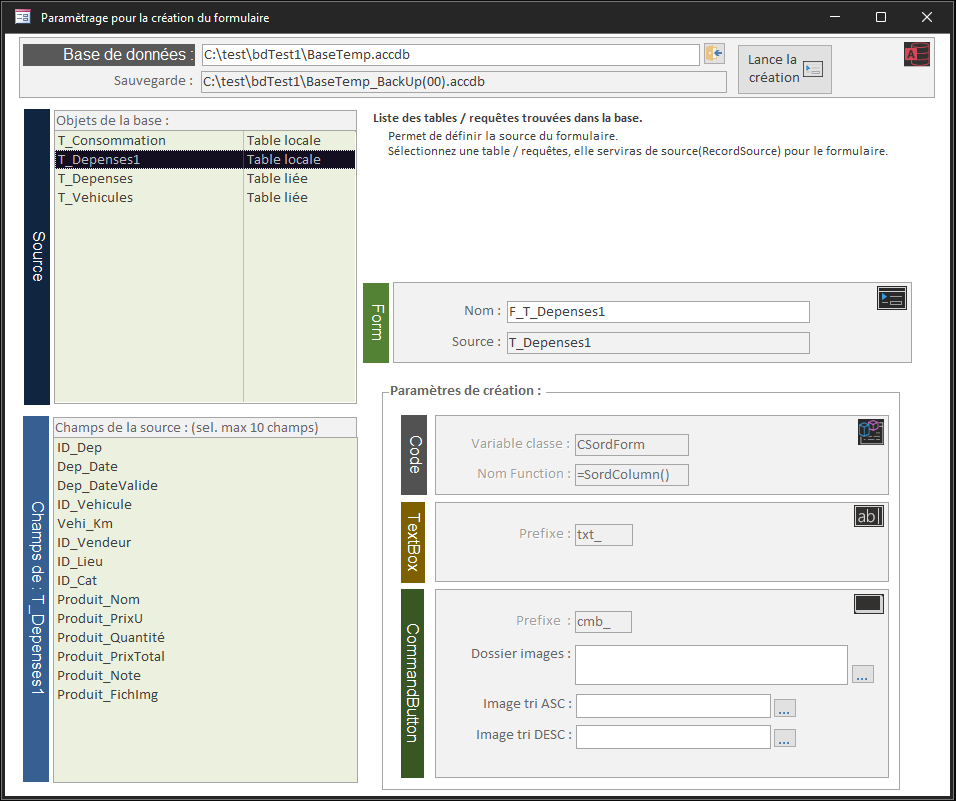 Paramètrage pour la création du formulaire
Base de données :
C:\test\bdTest1\BaseTemp.accdb
Lance la création
Sauvegarde :
C:\test\bdTest1\BaseTemp_BackUp(00).accdb
Source
Objets de la base :
T_Consommation Table locale
T_Depenses1 Table locale
T_Depenses Table liée
T_Vehicules Table liée
Liste des tables / requêtes trouvées dans la base.
Permet de définir la source du formulaire.
Sélectionnez une table / requêtes, elle serviras de source(RecordSource) pour le formulaire.
Form
Nom : F_T_Depenses1
Source : T_Depenses1
Champs de : T_Depenses1
Champs de la source : (sel. max 10 champs)
ID_Dep
Dep_Date
Dep_DateValide
ID_Vehicule
Vehi_Km
ID_Vendeur
ID_Lieu
ID_Cat
Produit_Nom
Produit_PrixU
Produit_Quantité
Produit_PrixTotal
Produit_Note
Produit_FichImg
Paramètres de création :
Code
Variable classe : CSordForm
Nom Function : =SordColumn()
TextBox
ab|
Prefixe : txt_
CommandButton
Prefixe : cmb_
Dossier images :
...
Image tri ASC :
...
Image tri DESC :
...